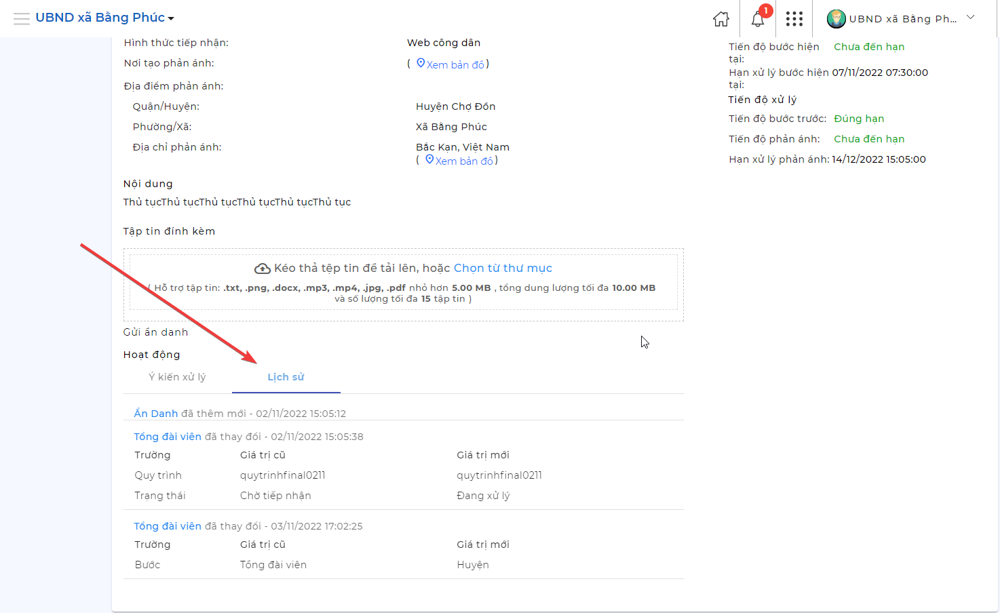 UBND xã Bằng Phúc
1
UBND xã Bằng Ph...
Hình thức tiếp nhận: Web công dân
Nơi tạo phản ánh: ( Xem bản đồ )
Địa điểm phản ánh:
Quận/Huyện: Huyện Chợ Đồn
Phường/Xã: Xã Bằng Phúc
Địa chỉ phản ánh: Bắc Kạn, Việt Nam
( Xem bản đồ )
Nội dung
Thủ tụcThủ tụcThủ tụcThủ tụcThủ tụcThủ tục
Tập tin đính kèm
Kéo thả tệp tin để tải lên, hoặc Chọn từ thư mục
( Hỗ trợ tập tin: .txt, .png, .docx, .mp3, .mp4, .jpg, .pdf nhỏ hơn 5.00 MB , tổng dung lượng tối đa 10.00 MB
và số lượng tối đa 15 tập tin )
Gửi ẩn danh
Hoạt động
Ý kiến xử lý Lịch sử
Ẩn Danh đã thêm mới - 02/11/2022 15:05:12
Tổng đài viên đã thay đổi - 02/11/2022 15:05:38
Trường Giá trị cũ Giá trị mới
Quy trình quytrinhfinal0211 quytrinhfinal0211
Trạng thái Chờ tiếp nhận Đang xử lý
Tổng đài viên đã thay đổi - 03/11/2022 17:02:25
Trường Giá trị cũ Giá trị mới
Bước Tổng đài viên Huyện
Tiến độ bước hiện Chưa đến hạn
tại:
Hạn xử lý bước hiện 07/11/2022 07:30:00
tại:
Tiến độ xử lý
Tiến độ bước trước: Đúng hạn
Tiến độ phản ánh: Chưa đến hạn
Hạn xử lý phản ánh: 14/12/2022 15:05:00